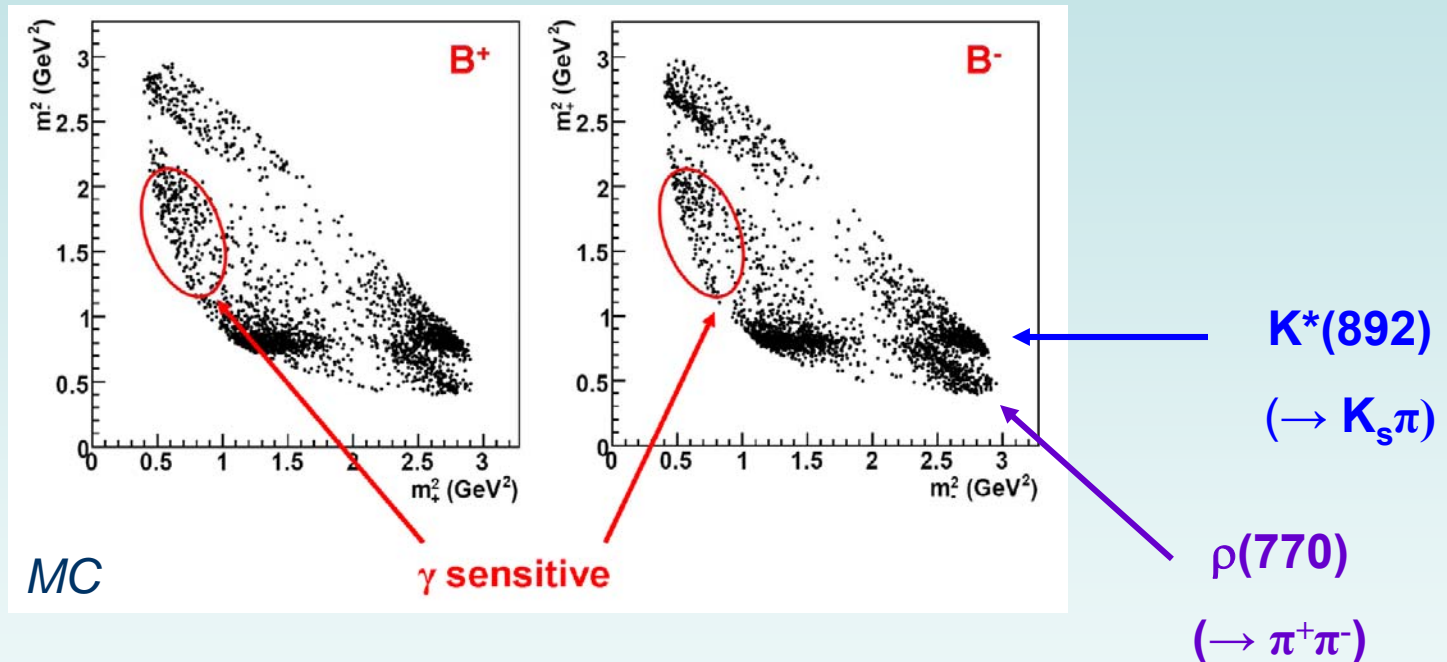 B⁺
m²₋ (GeV²)
3
2.5
2
1.5
1
0.5
0
0 0.5 1 1.5 2 2.5 3
m²₊ (GeV²)
B⁻
m²₊ (GeV²)
3
2.5
2
1.5
1
0.5
0
0 0.5 1 1.5 2 2.5 3
m²₋ (GeV²)
K*(892)
(→ Kₛπ)
ρ(770)
(→ π⁺π⁻)
MC
γ sensitive